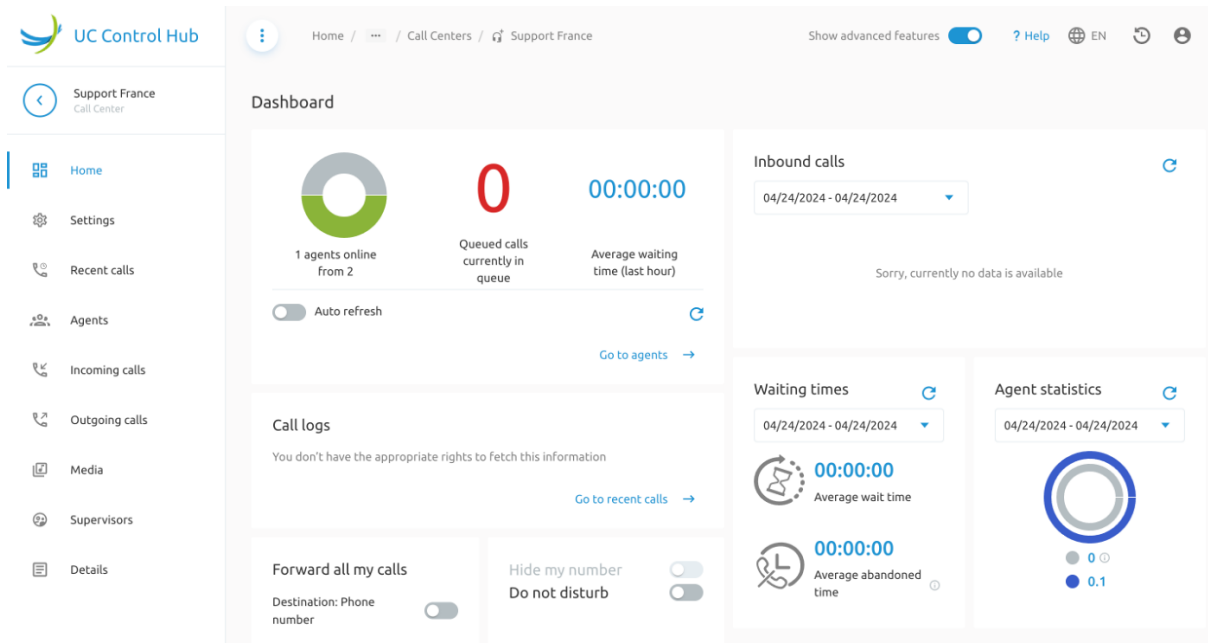 UC Control Hub
Home / ··· / Call Centers / Support France
Show advanced features
? Help
EN
Support France
Call Center
Home
Settings
Recent calls
Agents
Incoming calls
Outgoing calls
Media
Supervisors
Details
Dashboard
1 agents online
from 2
0
Queued calls
currently in
queue
00:00:00
Average waiting
time (last hour)
Auto refresh
Go to agents →
Call logs
You don't have the appropriate rights to fetch this information
Go to recent calls →
Forward all my calls
Destination: Phone
number
Hide my number
Do not disturb
Inbound calls
04/24/2024 - 04/24/2024
Sorry, currently no data is available
Waiting times
04/24/2024 - 04/24/2024
00:00:00
Average wait time
00:00:00
Average abandoned
time
Agent statistics
04/24/2024 - 04/24/2024
0
0.1